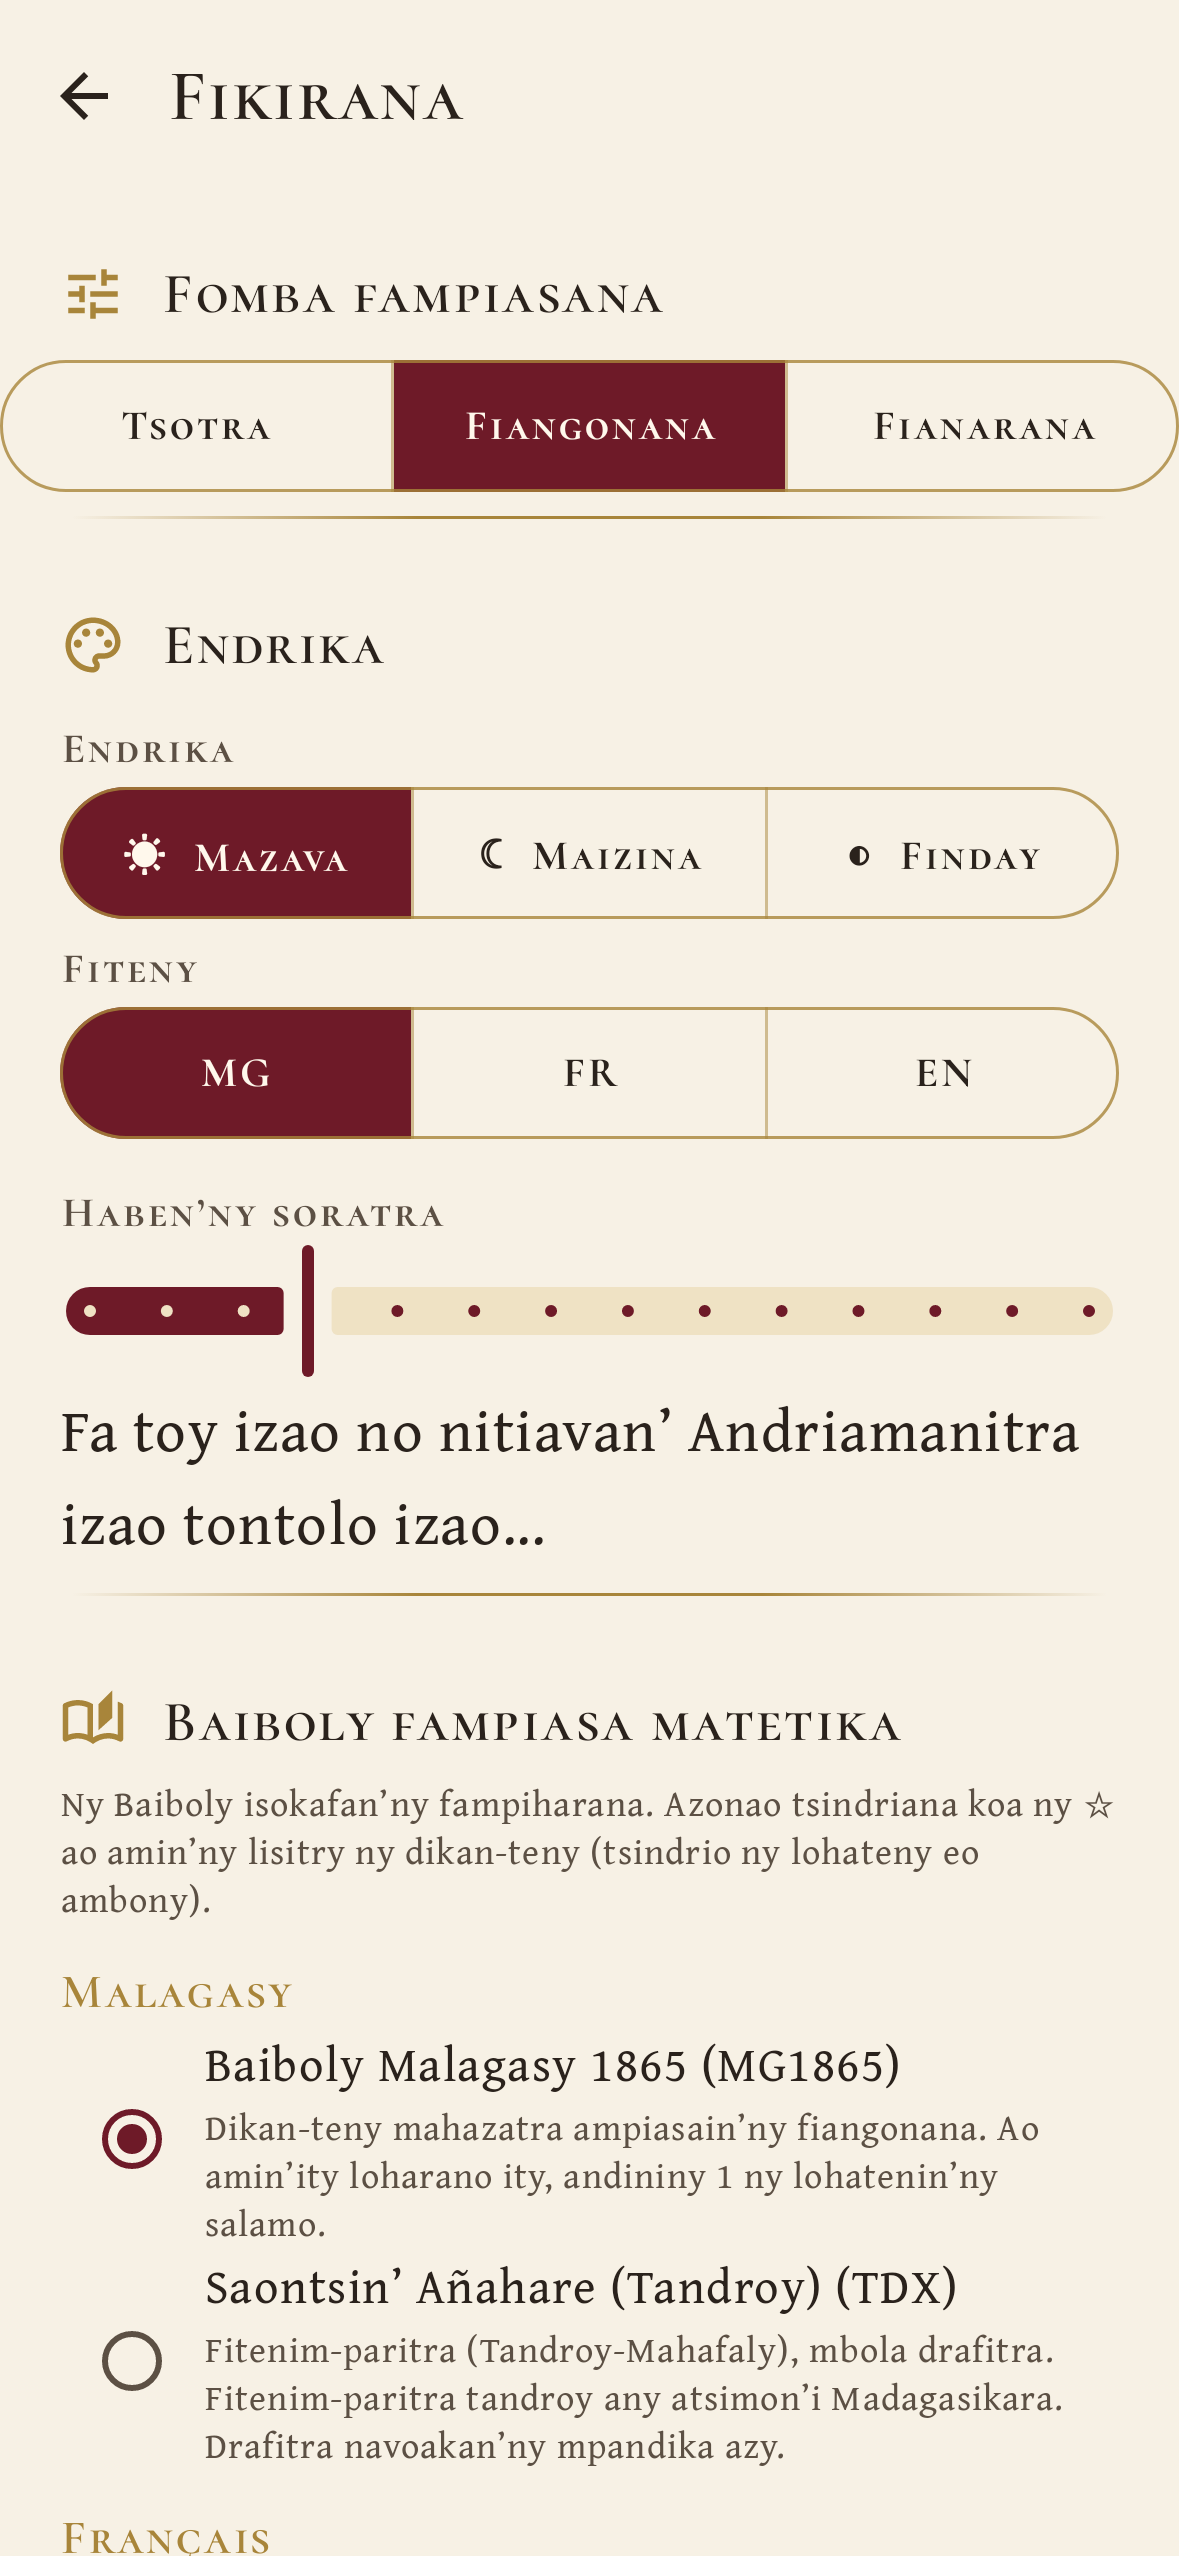 Fikirana
Fomba fampiasana
Tsotra
Fiangonana
Fianarana
Endrika
Endrika
☀ Mazava
☾ Maizina
◐ Finday
Fiteny
MG
FR
EN
Haben’ny soratra
Fa toy izao no nitiavan’ Andriamanitra
izao tontolo izao…
Baiboly fampiasa matetika
Ny Baiboly isokafan’ny fampiharana. Azonao tsindriana koa ny ☆
ao amin’ny lisitry ny dikan-teny (tsindrio ny lohateny eo
ambony).
Malagasy
Baiboly Malagasy 1865 (MG1865)
Dikan-teny mahazatra ampiasain’ny fiangonana. Ao
amin’ity loharano ity, andininy 1 ny lohatenin’ny
salamo.
Saontsin’ Añahare (Tandroy) (TDX)
Fitenim-paritra (Tandroy-Mahafaly), mbola drafitra.
Fitenim-paritra tandroy any atsimon’i Madagasikara.
Drafitra navoakan’ny mpandika azy.
Français